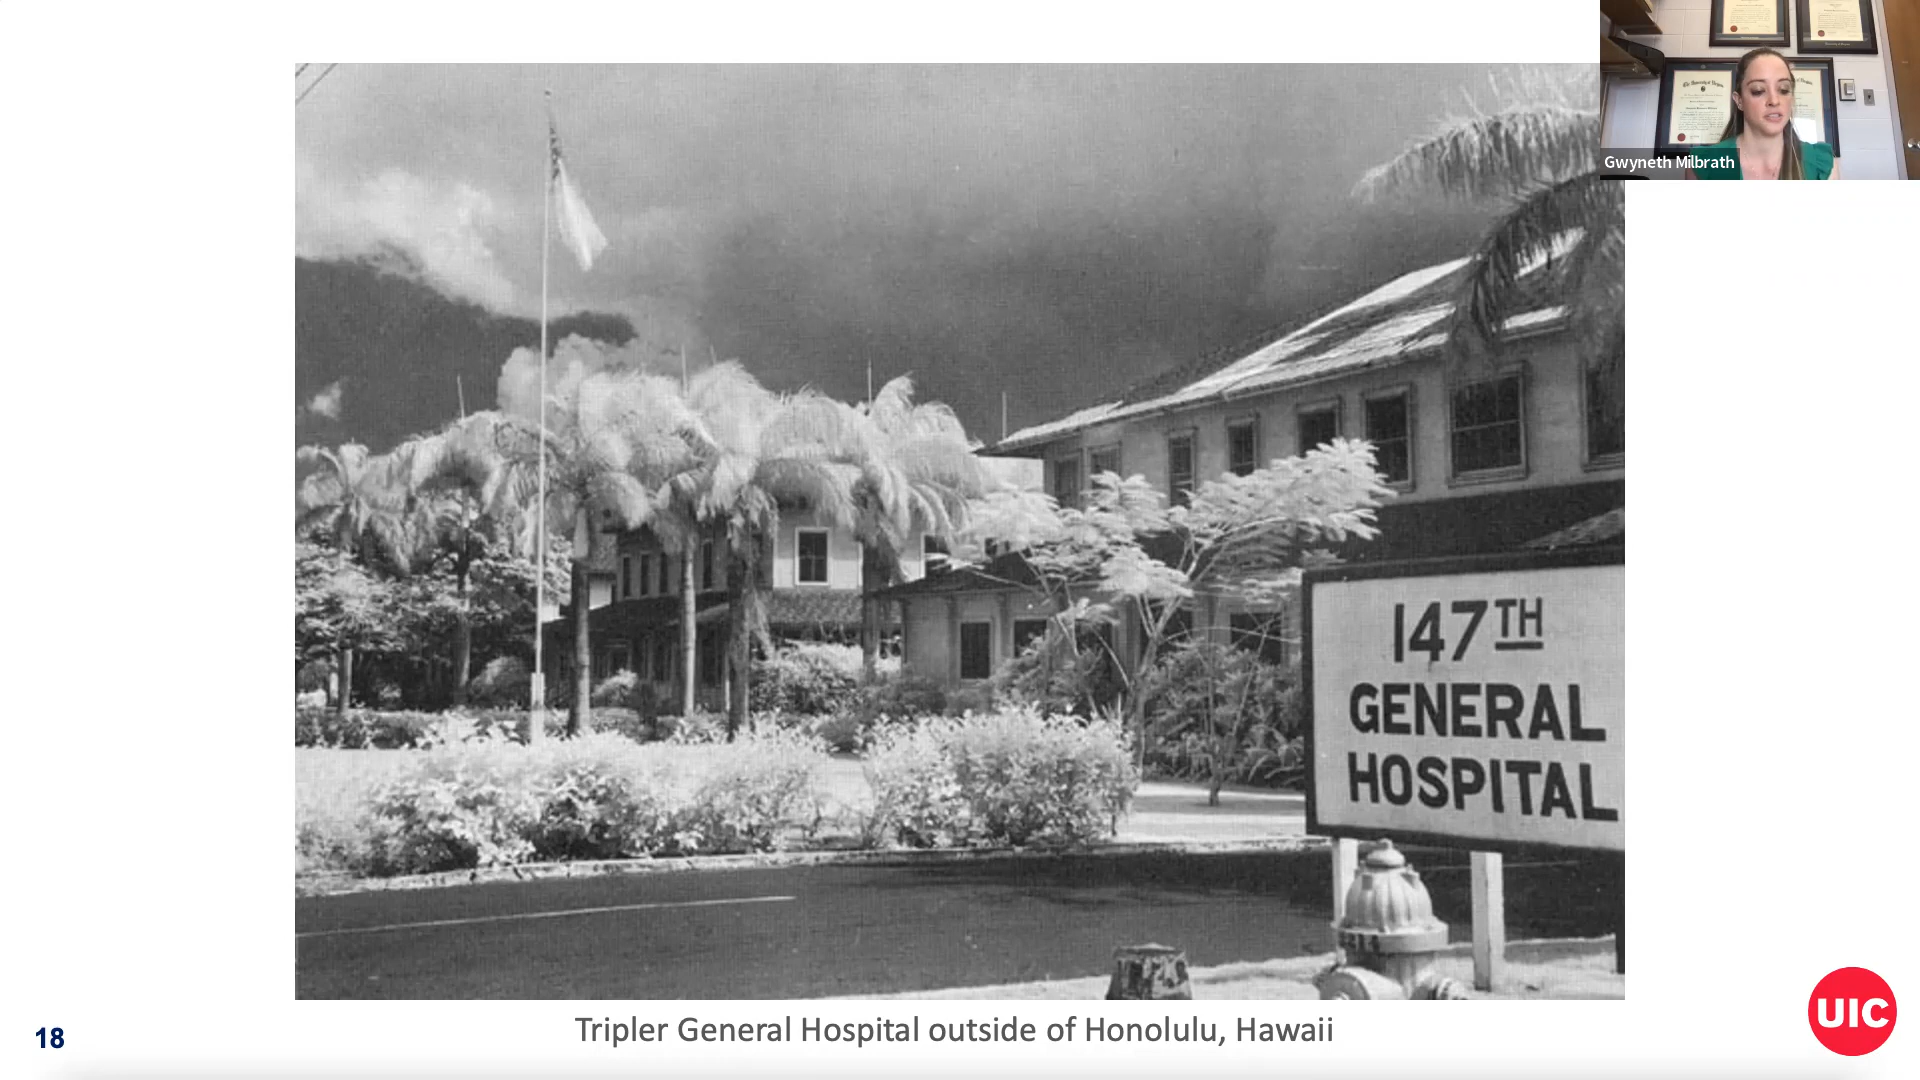 Gwyneth Milbrath
147TH
GENERAL
HOSPITAL
Tripler General Hospital outside of Honolulu, Hawaii
18
UIC